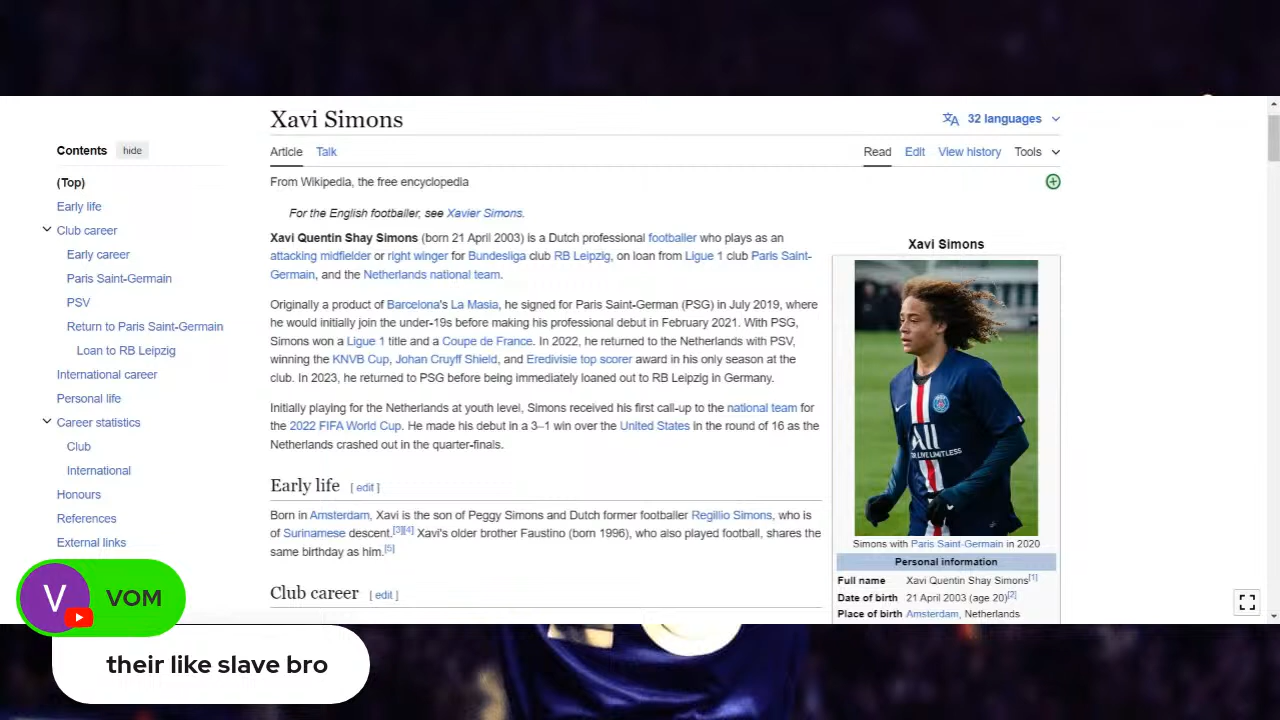 Xavi Simons
32 languages
Contents hide
Article Talk
Read Edit View history Tools
(Top)
From Wikipedia, the free encyclopedia
Early life
For the English footballer, see Xavier Simons.
Club career
Early career
Paris Saint-Germain
PSV
Return to Paris Saint-Germain
Loan to RB Leipzig
International career
Personal life
Career statistics
Club
International
Honours
References
External links
Xavi Quentin Shay Simons (born 21 April 2003) is a Dutch professional footballer who plays as an
attacking midfielder or right winger for Bundesliga club RB Leipzig, on loan from Ligue 1 club Paris Saint-
Germain, and the Netherlands national team.
Originally a product of Barcelona's La Masia, he signed for Paris Saint-German (PSG) in July 2019, where
he would initially join the under-19s before making his professional debut in February 2021. With PSG,
Simons won a Ligue 1 title and a Coupe de France. In 2022, he returned to the Netherlands with PSV,
winning the KNVB Cup, Johan Cruyff Shield, and Eredivisie top scorer award in his only season at the
club. In 2023, he returned to PSG before being immediately loaned out to RB Leipzig in Germany.
Initially playing for the Netherlands at youth level, Simons received his first call-up to the national team for
the 2022 FIFA World Cup. He made his debut in a 3–1 win over the United States in the round of 16 as the
Netherlands crashed out in the quarter-finals.
Early life [ edit ]
Born in Amsterdam, Xavi is the son of Peggy Simons and Dutch former footballer Regillio Simons, who is
of Surinamese descent.[3][4] Xavi's older brother Faustino (born 1996), who also played football, shares the
same birthday as him.[5]
Club career [ edit ]
Xavi Simons
ALL
LIVE LIMITLESS
Simons with Paris Saint-Germain in 2020
Personal information
Full name Xavi Quentin Shay Simons[1]
Date of birth 21 April 2003 (age 20)[2]
Place of birth Amsterdam, Netherlands
V VOM
their like slave bro